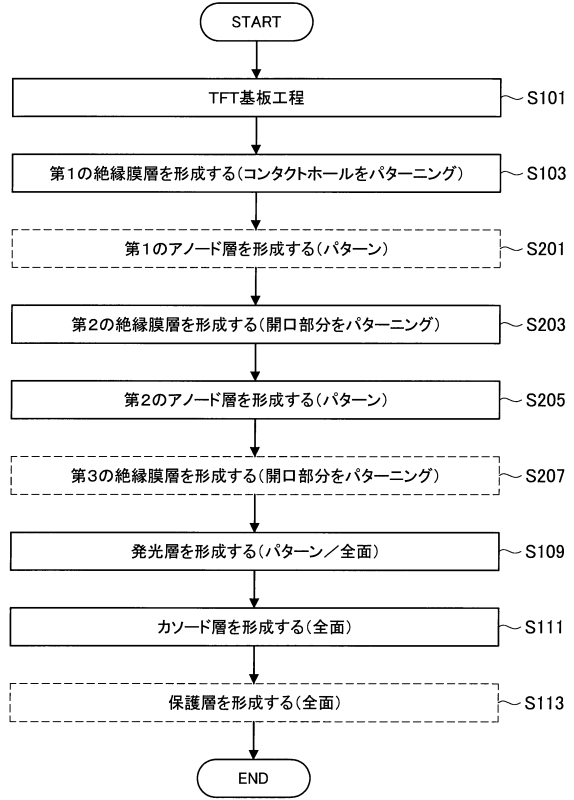 START
TFT基板工程 S101
第1の絶縁膜層を形成する(コンタクトホールをパターニング) S103
第1のアノード層を形成する(パターン) S201
第2の絶縁膜層を形成する(開口部分をパターニング) S203
第2のアノード層を形成する(パターン) S205
第3の絶縁膜層を形成する(開口部分をパターニング) S207
発光層を形成する(パターン/全面) S109
カソード層を形成する(全面) S111
保護層を形成する(全面) S113
END